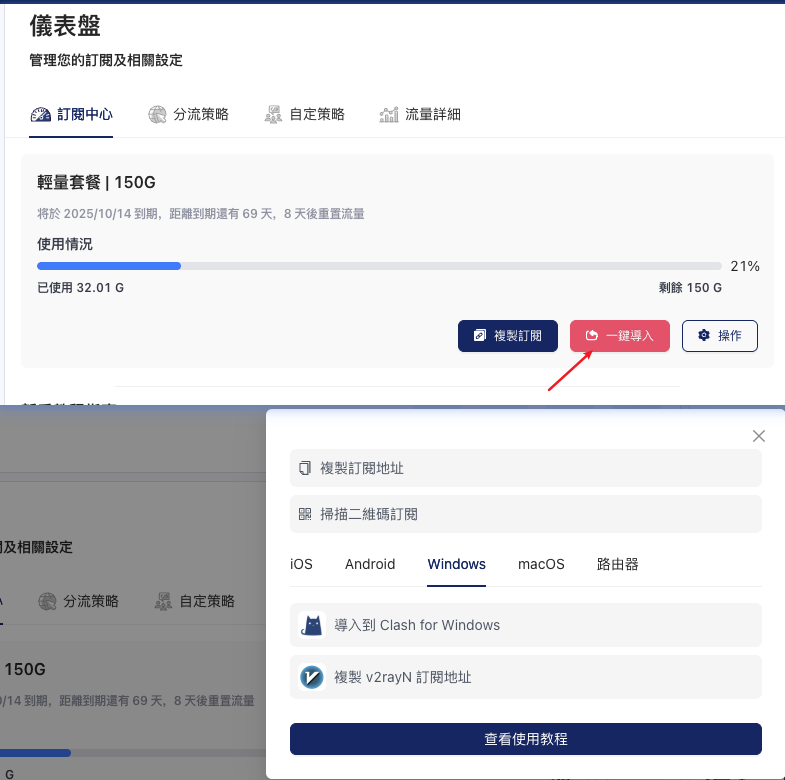 儀表盤
管理您的訂閱及相關設定
訂閱中心 分流策略 自定策略 流量詳細
輕量套餐 | 150G
将於 2025/10/14 到期, 距離到期還有 69 天, 8 天後重置流量
使用情況
21%
已使用 32.01 G 剩餘 150 G
複製訂閱 一鍵導入 操作
複製訂閱地址
掃描二維碼訂閱
及相關設定
iOS Android Windows macOS 路由器
分流策略 自定策略
導入到 Clash for Windows
150G
複製 v2rayN 訂閱地址
/14 到期, 距離到期還有 69 天, 8 天後重置流量
查看使用教程
G